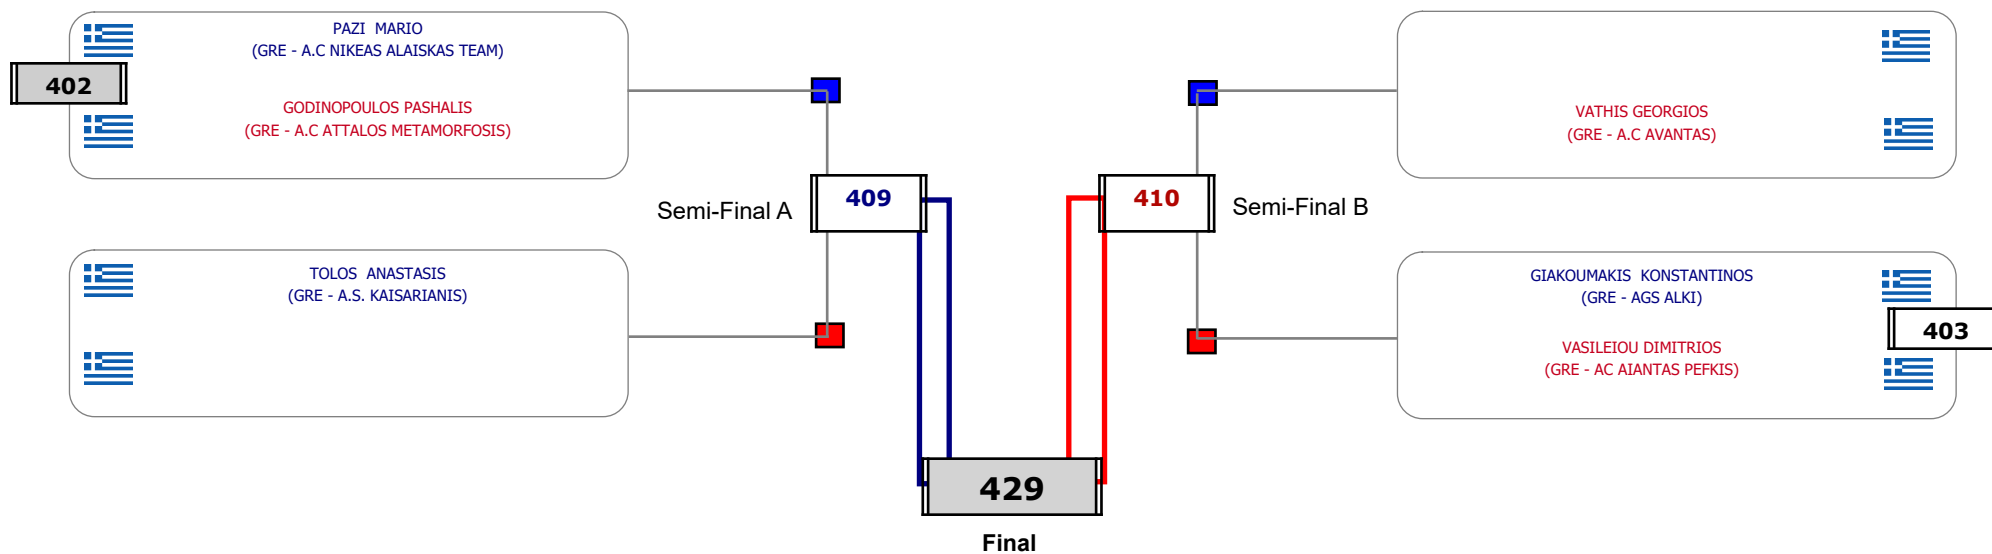 PAZI MARIO
(GRE - A.C NIKEAS ALAISKAS TEAM)
402
GODINOPOULOS PASHALIS
(GRE - A.C ATTALOS METAMORFOSIS)
VATHIS GEORGIOS
(GRE - A.C AVANTAS)
Semi-Final A
409
410
Semi-Final B
TOLOS ANASTASIS
(GRE - A.S. KAISARIANIS)
GIAKOUMAKIS KONSTANTINOS
(GRE - AGS ALKI)
403
VASILEIOU DIMITRIOS
(GRE - AC AIANTAS PEFKIS)
429
Final